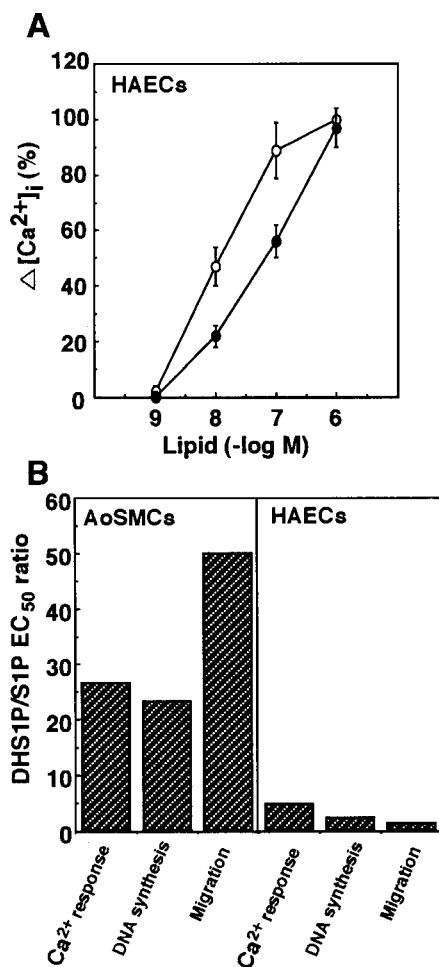 A
HAECs
120
100
80
60
40
20
0
△ [Ca²⁺]ᵢ (%)
9 8 7 6
Lipid (-log M)
B
AoSMCs
HAECs
60
50
40
30
20
10
0
DHS1P/S1P EC₅₀ ratio
Ca²⁺ response
DNA synthesis
Migration
Ca²⁺ response
DNA synthesis
Migration